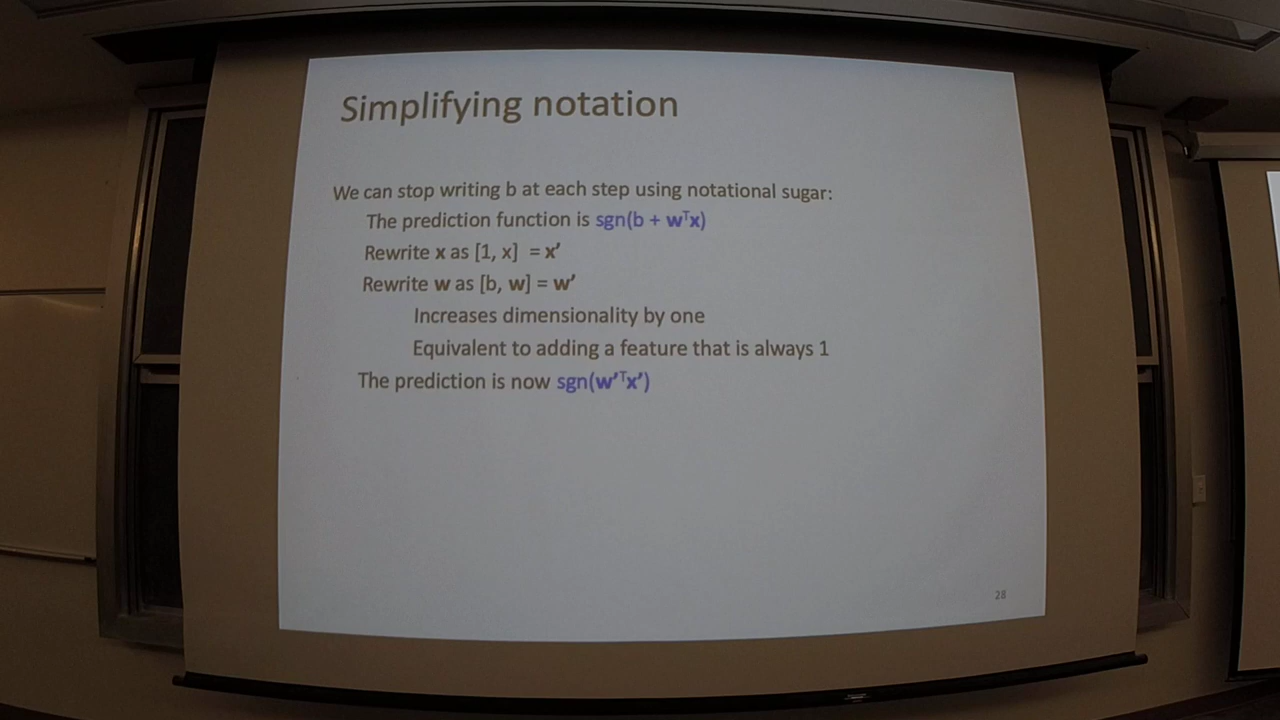 Simplifying notation
We can stop writing b at each step using notational sugar:
The prediction function is sgn(b + wᵀx)
Rewrite x as [1, x] = x′
Rewrite w as [b, w] = w′
Increases dimensionality by one
Equivalent to adding a feature that is always 1
The prediction is now sgn(w′ᵀx′)
28